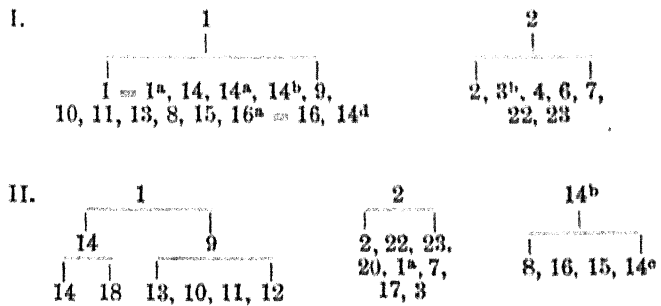 I. 1 2
1 = 1ᵃ, 14, 14ᵃ, 14ᵇ, 9, 2, 3ᵇ, 4, 6, 7,
10, 11, 13, 8, 15, 16ᵃ = 16, 14ᵈ 22, 23
II. 1 2 14ᵇ
14 9 2, 22, 23. 8, 16, 15, 14ᵉ
20, 1ᵃ, 7,
14 18 13, 10, 11, 12 17, 3